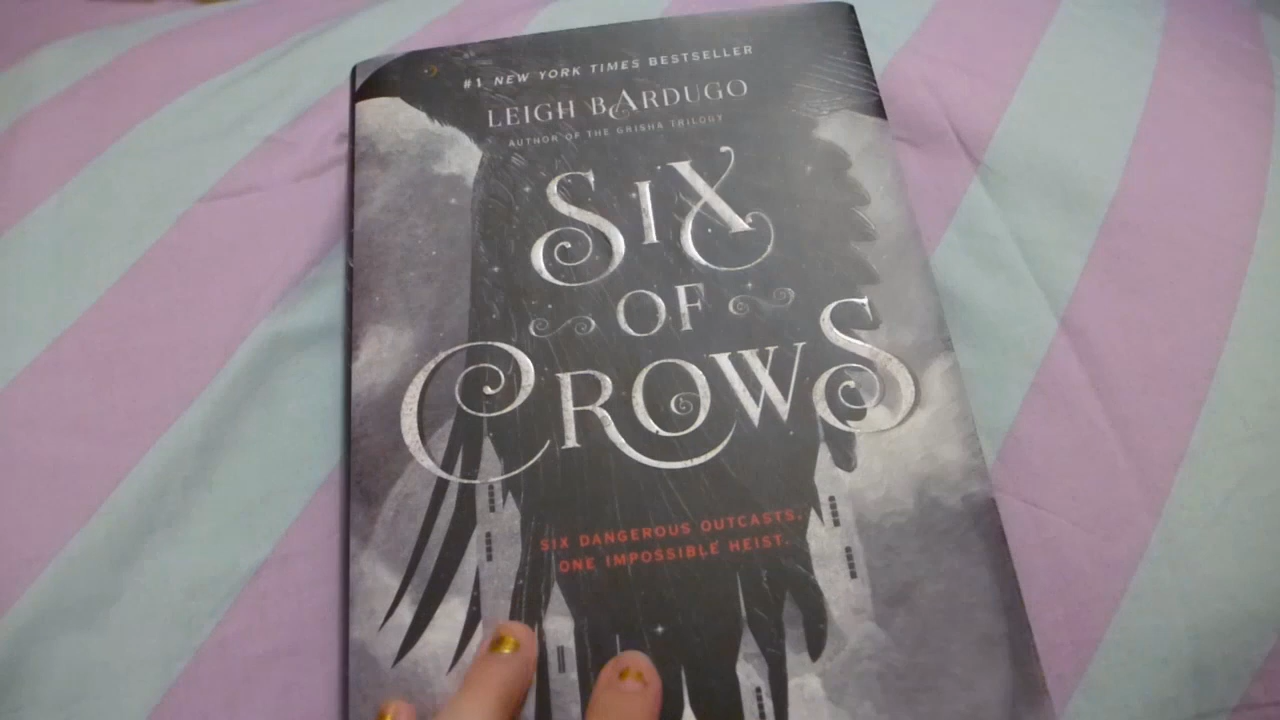 #1 NEW YORK TIMES BESTSELLER
LEIGH BARDUGO
AUTHOR OF THE GRISHA TRILOGY
SIX
OF
CROWS
SIX DANGEROUS OUTCASTS.
ONE IMPOSSIBLE HEIST.